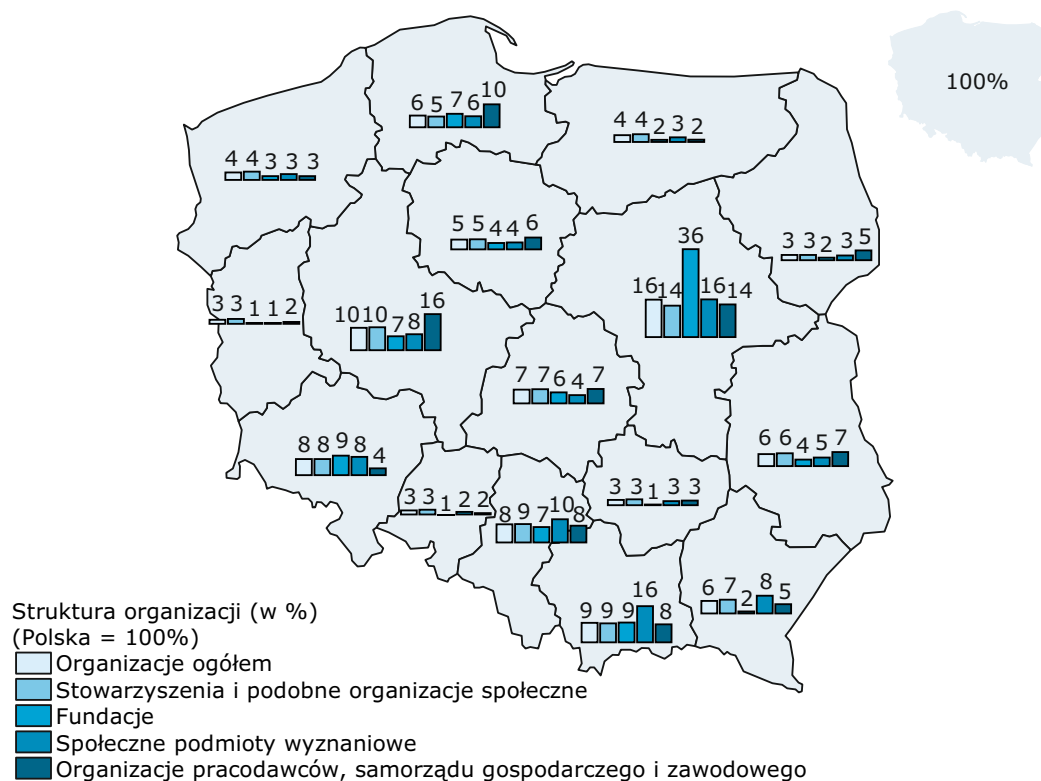 100%
6 5 7 6 10
4 4 2 3 2
4 4 3 3 3
5 5 4 4 6
3 3 2 3 5
16 14 36 16 14
3 3 1 1 2
10 10 7 8 16
7 7 6 4 7
6 6 4 5 7
8 8 9 8 4
3 3 1 2 2
8 9 7 10 8
3 3 1 3 3
6 7 2 8 5
9 9 9 16 8
Struktura organizacji (w %)
(Polska = 100%)
Organizacje ogółem
Stowarzyszenia i podobne organizacje społeczne
Fundacje
Społeczne podmioty wyznaniowe
Organizacje pracodawców, samorządu gospodarczego i zawodowego